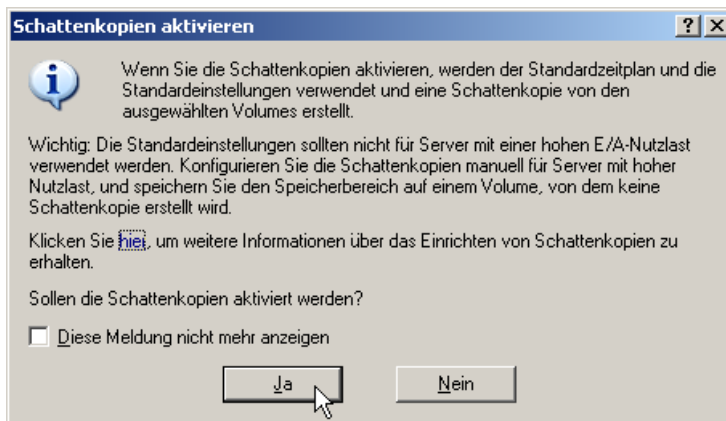 Schattenkopien aktivieren
Wenn Sie die Schattenkopien aktivieren, werden der Standardzeitplan und die
Standardeinstellungen verwendet und eine Schattenkopie von den
ausgewählten Volumes erstellt.
Wichtig: Die Standardeinstellungen sollten nicht für Server mit einer hohen E/A-Nutzlast
verwendet werden. Konfigurieren Sie die Schattenkopien manuell für Server mit hoher
Nutzlast, und speichern Sie den Speicherbereich auf einem Volume, von dem keine
Schattenkopie erstellt wird.
Klicken Sie hier, um weitere Informationen über das Einrichten von Schattenkopien zu
erhalten.
Sollen die Schattenkopien aktiviert werden?
Diese Meldung nicht mehr anzeigen
Ja Nein